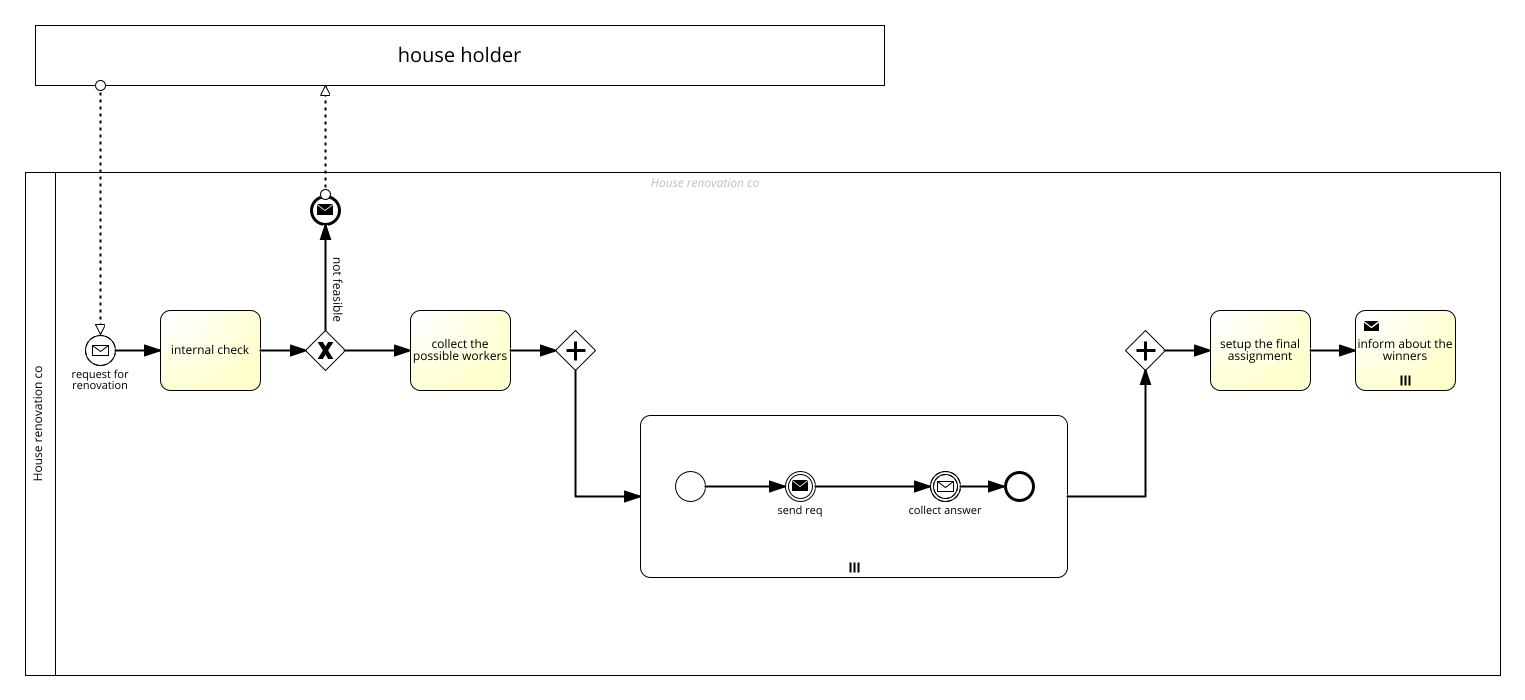 house holder
House renovation co
House renovation co
not feasible
request for
renovation
internal check
collect the
possible workers
send req
collect answer
setup the final
assignment
inform about the
winners